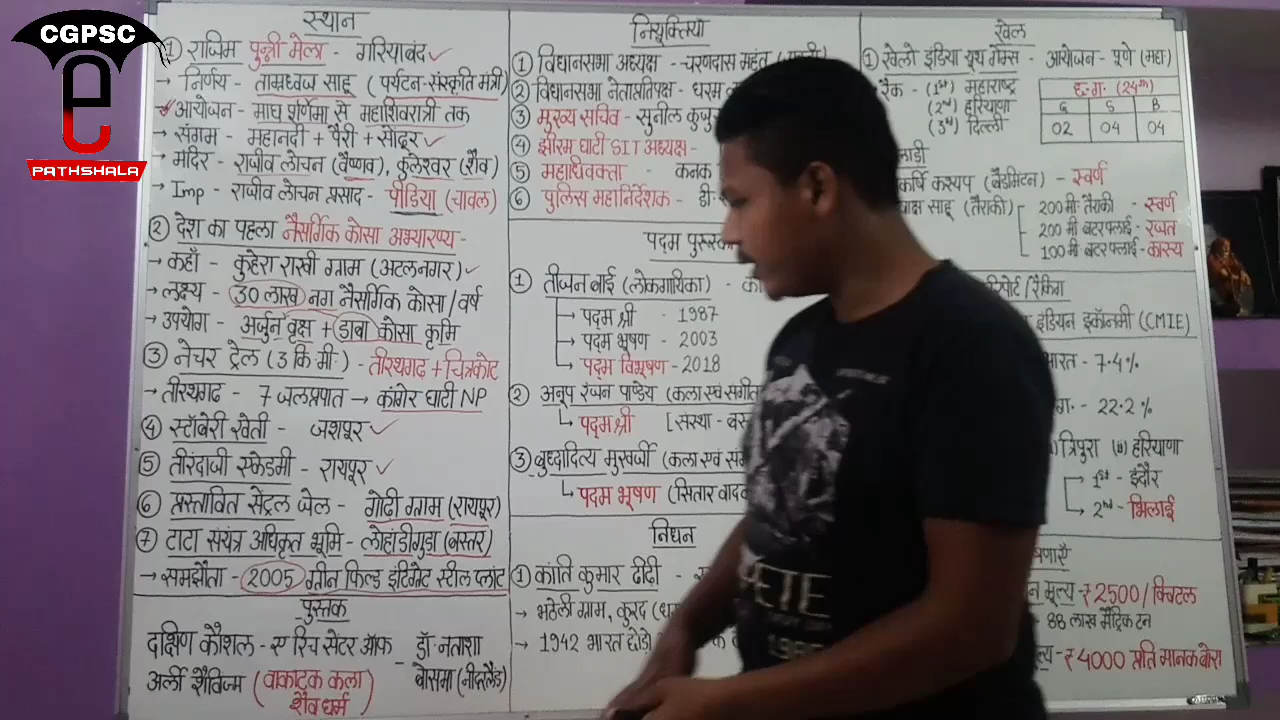 CGPSC
e
PATHSHALA
स्थान
① राजिम पुन्नी मेला - गरियाबंद ✓
→ निर्णय - ताम्रध्वज साहू (पर्यटन-संस्कृति मंत्री)
आयोजन - माघ पूर्णिमा से महाशिवरात्री तक
→ संगम - महानदी + पैरी + सोंढूर ✓
→ मंदिर - राजीव लोचन (वैष्णव), कुलेश्वर (शैव)
→ Imp - राजीव लोचन प्रसाद - पीडिया (चावल)
② देश का पहला नैसर्गिक कोसा अभ्यारण्य -
→ कहाँ - कुहेरा राखी ग्राम (अटलनगर) ✓
→ लक्ष्य - 30 लाख नग नैसर्गिक कोसा / वर्ष
→ उपयोग - अर्जुन वृक्ष + डाबा कोसा कृमि
③ नेचर ट्रेल (3 कि.मी.) - तीरथगढ + चित्रकोट
→ तीरथगढ - 7 जलप्रपात → कांगेर घाटी NP
④ स्टॉबेरी खेती - जशपूर ✓
⑤ तीरंदाजी एकेडमी - रायपूर ✓
⑥ प्रस्तावित सेंट्रल जेल - गोढी ग्राम (रायपूर)
⑦ टाटा संयंत्र अधिकृत भूमि - लोहांडीगुडा (बस्तर)
→ समझौता - 2005 ग्रीन फिल्ड इंटिग्रेट स्टील प्लांट
पुस्तक
दक्षिण कौशल - ए रिच सेंटर ऑफ - डॉ. नताशा
अर्ली शैविज्म (वाकाटक कला बोसमा (नीदरलैंड)
शैव धर्म)
नियुक्तियां
① विधानसभा अध्यक्ष - चरणदास महंत
② विधानसभा नेताप्रतिपक्ष - धरम
③ मुख्य सचिव - सुनील कुजुर
④ झीरम घाटी SIT अध्यक्ष -
⑤ महाधिवक्ता - कनक
⑥ पुलिस महानिर्देशक - डी.
पद्म पुरूस्का
① तीजन बाई (लोकगायिका) -
→ पद्म श्री - 1987
→ पद्म भूषण - 2003
→ पद्म विभूषण - 2018
② अनूप रंजन पाण्डेय (कला एवं संगीत
पद्म श्री [संस्था -
③ बुध्दादित्य मुखर्जी (कला एवं
पद्म भूषण (सितार वाद
निधन
① कांति कुमार ढीढी -
→ भठेली ग्राम, कुरुद
→ 1942 भारत छोड़ो
खेल
① खेलो इंडिया यूथ गेम्स - आयोजन - पूणे (महा.)
रैंक - (1st) महाराष्ट्र
(2nd) हरियाणा
(3rd) दिल्ली
छ.ग. (24th)
G S B
02 04 04
लाडी
कर्षि कस्यप (बैडमिंटन) - स्वर्ण
साहू (तैराकी)
200 मी. तैराकी - स्वर्ण
200 मी. बटरफ्लाई - रजत
100 मी. बटरफ्लाई - कांस्य
रिपोर्ट / रैंकिंग
इंडियन इकॉनमी (CMIE)
भारत - 7.4%
ग. - 22.2%
त्रिपुरा (ii) हरियाणा
→ 1st - इंदौर
→ 2nd - भिलाई
षणाएँ
मूल्य - ₹2500 / क्विंटल
88 लाख मैट्रिक टन
ल्य - ₹4000 प्रति मानक बोरा